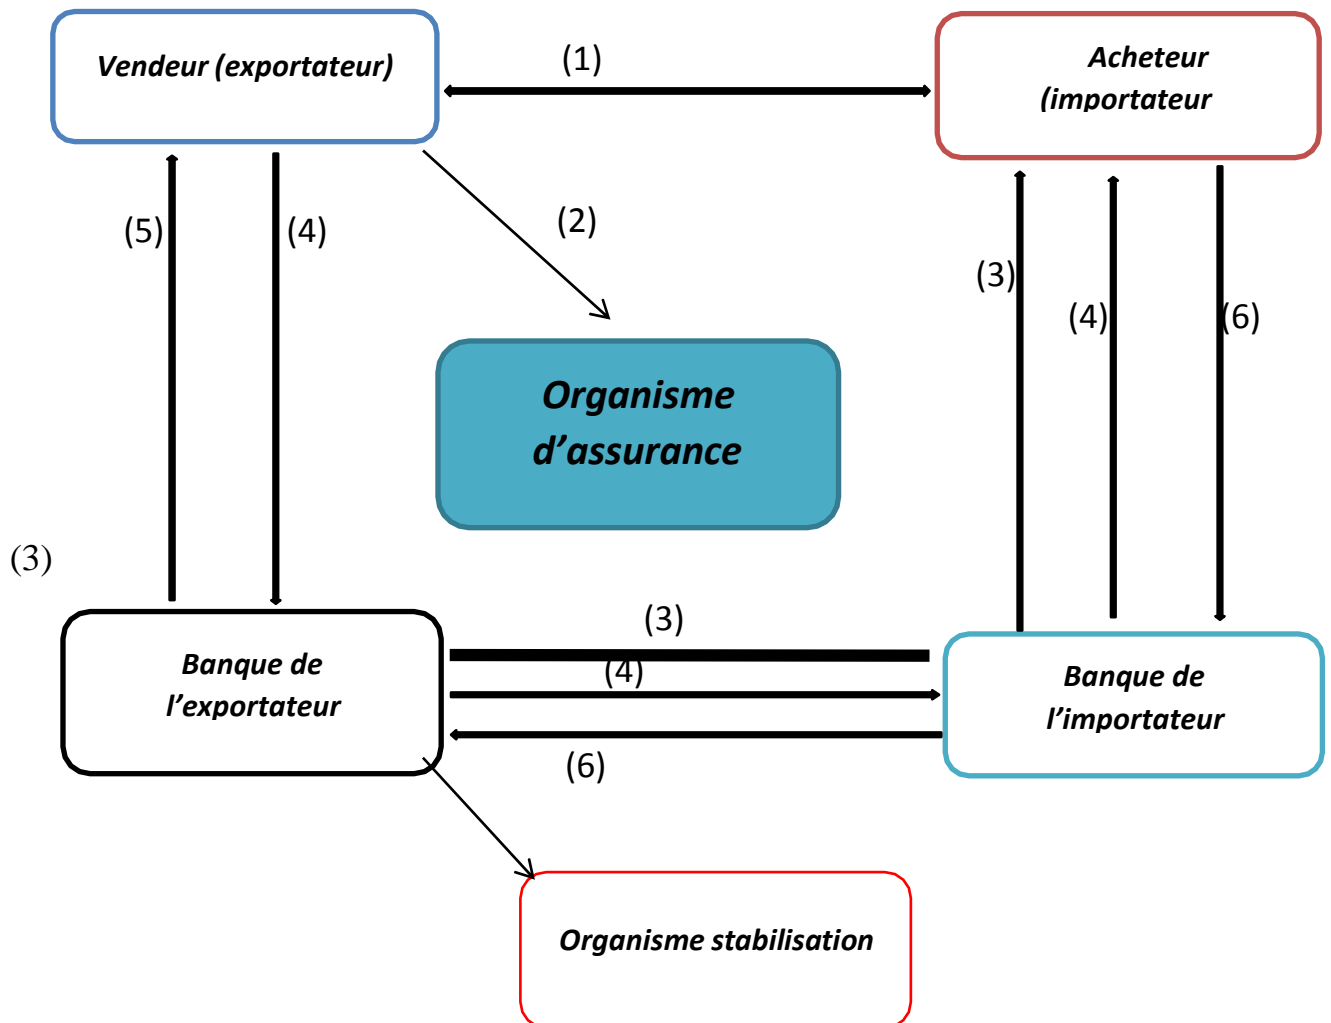 Vendeur (exportateur)
(1)
Acheteur
(importateur
(5)
(4)
(2)
(3)
(4)
(6)
Organisme
d’assurance
(3)
(3)
(4)
(6)
Banque de
l’exportateur
Banque de
l’importateur
Organisme stabilisation